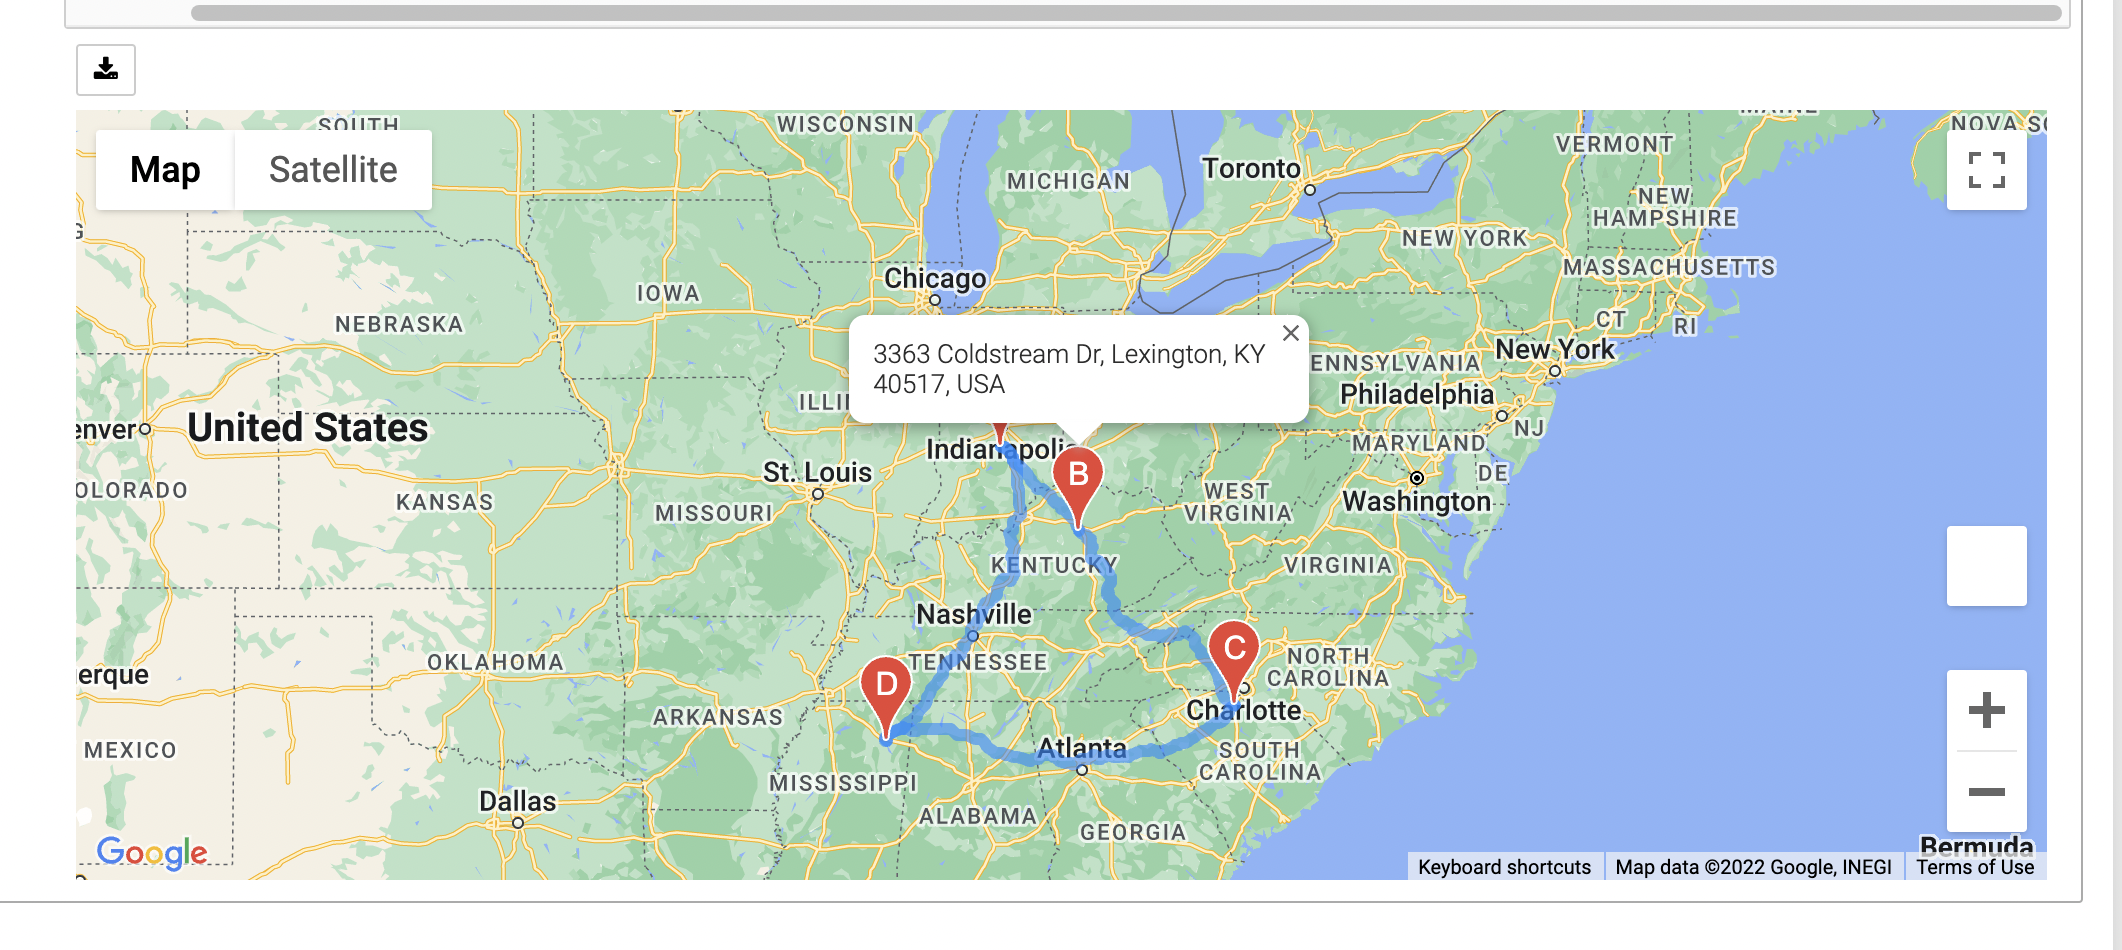 SOUTH
WISCONSIN
MAINE
NOVA SC
Map
Satellite
VERMONT
Toronto
MICHIGAN
NEW
HAMPSHIRE
G
NEW YORK
MASSACHUSETTS
Chicago
IOWA
NEBRASKA
CT
RI
3363 Coldstream Dr, Lexington, KY
40517, USA
ENNSYLVANIA
New York
Philadelphia
ILLI
United States
enver
NJ
Indianapolis
MARYLAND
St. Louis
DE
OLORADO
KANSAS
B
WEST
VIRGINIA
Washington
MISSOURI
KENTUCKY
VIRGINIA
Nashville
C
NORTH
CAROLINA
OKLAHOMA
TENNESSEE
erque
D
ARKANSAS
Charlotte
MEXICO
Atlanta
SOUTH
CAROLINA
MISSISSIPPI
Dallas
ALABAMA
GEORGIA
Google
Bermuda
Keyboard shortcuts
Map data ©2022 Google, INEGI
Terms of Use